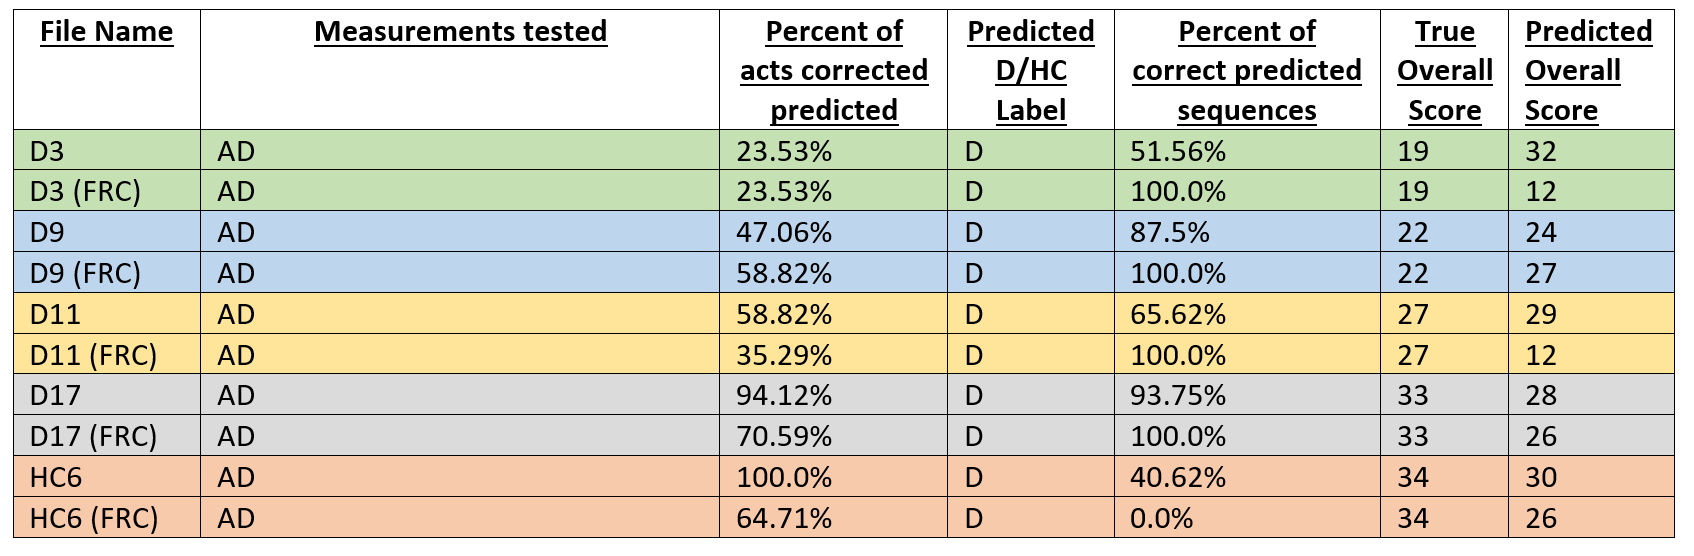 File Name | Measurements tested | Percent of acts corrected predicted | Predicted D/HC Label | Percent of correct predicted sequences | True Overall Score | Predicted Overall Score
D3 | AD | 23.53% | D | 51.56% | 19 | 32
D3 (FRC) | AD | 23.53% | D | 100.0% | 19 | 12
D9 | AD | 47.06% | D | 87.5% | 22 | 24
D9 (FRC) | AD | 58.82% | D | 100.0% | 22 | 27
D11 | AD | 58.82% | D | 65.62% | 27 | 29
D11 (FRC) | AD | 35.29% | D | 100.0% | 27 | 12
D17 | AD | 94.12% | D | 93.75% | 33 | 28
D17 (FRC) | AD | 70.59% | D | 100.0% | 33 | 26
HC6 | AD | 100.0% | D | 40.62% | 34 | 30
HC6 (FRC) | AD | 64.71% | D | 0.0% | 34 | 26